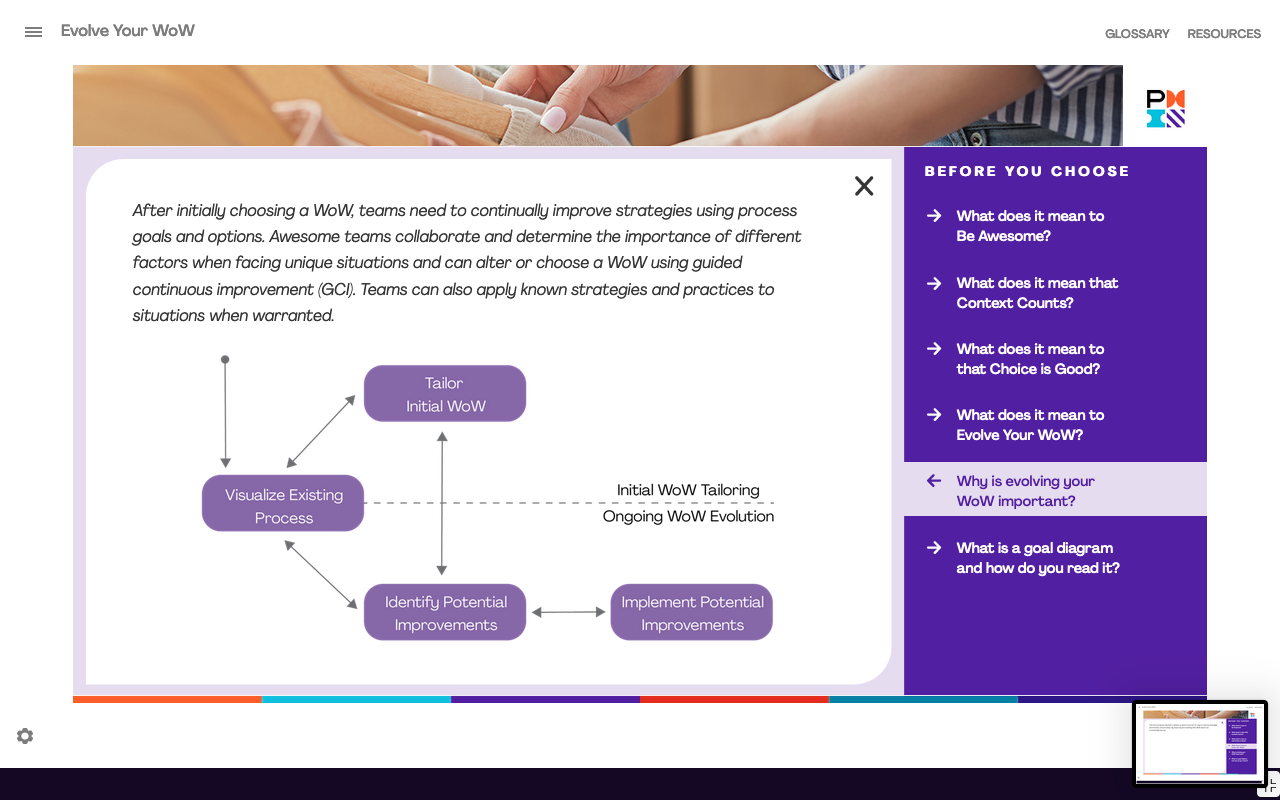 Evolve Your WoW
GLOSSARY
RESOURCES
BEFORE YOU CHOOSE
After initially choosing a WoW, teams need to continually improve strategies using process
goals and options. Awesome teams collaborate and determine the importance of different
factors when facing unique situations and can alter or choose a WoW using guided
continuous improvement (GCI). Teams can also apply known strategies and practices to
situations when warranted.
Tailor
Initial WoW
Visualize Existing
Process
Initial WoW Tailoring
Ongoing WoW Evolution
Identify Potential
Improvements
Implement Potential
Improvements
What does it mean to
Be Awesome?
What does it mean that
Context Counts?
What does it mean to
that Choice is Good?
What does it mean to
Evolve Your WoW?
Why is evolving your
WoW important?
What is a goal diagram
and how do you read it?